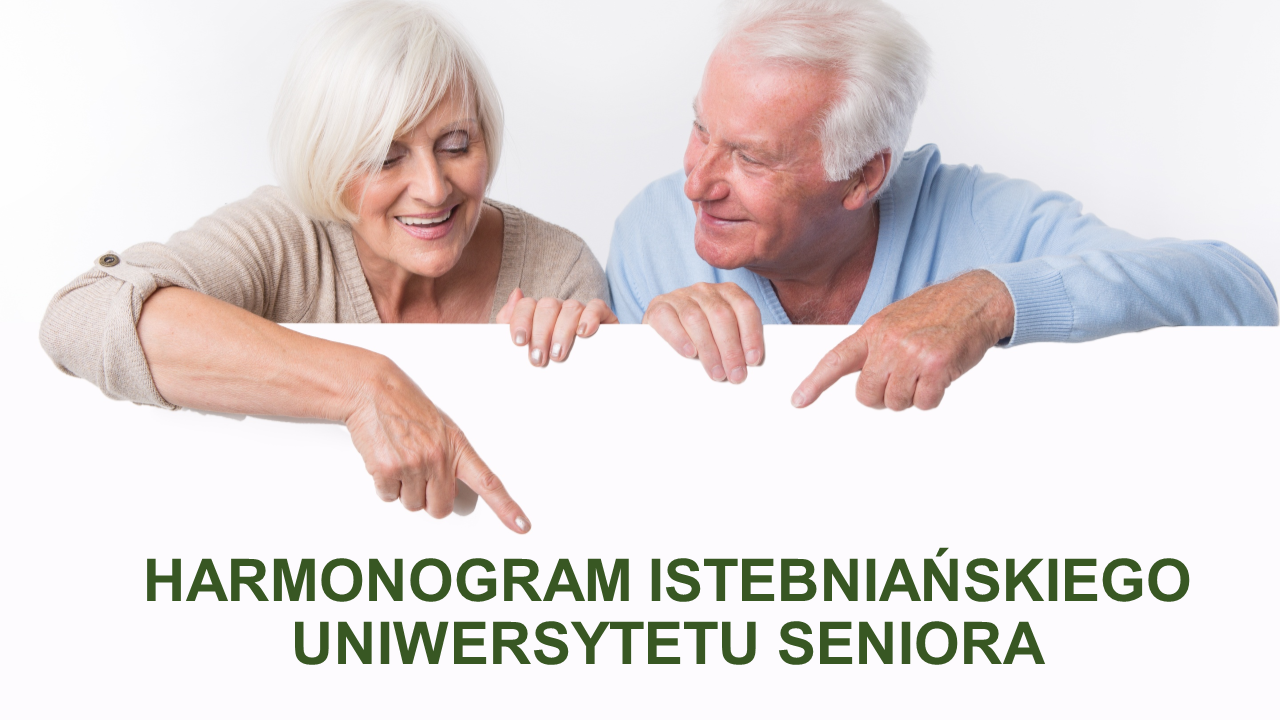 HARMONOGRAM ISTEBNIAŃSKIEGO
UNIWERSYTETU SENIORA